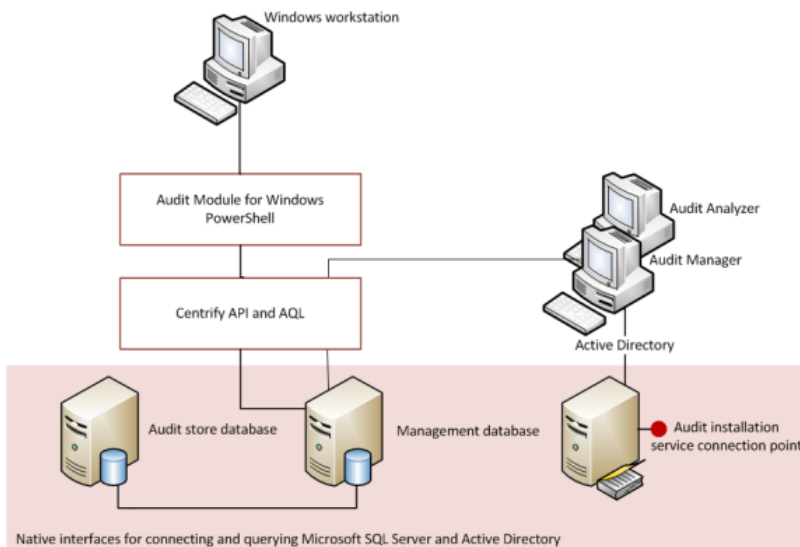 Windows workstation
Audit Module for Windows
PowerShell
Audit Analyzer
Audit Manager
Centrify API and AQL
Active Directory
Audit store database
Management database
Audit installation
service connection point
Native interfaces for connecting and querying Microsoft SQL Server and Active Directory